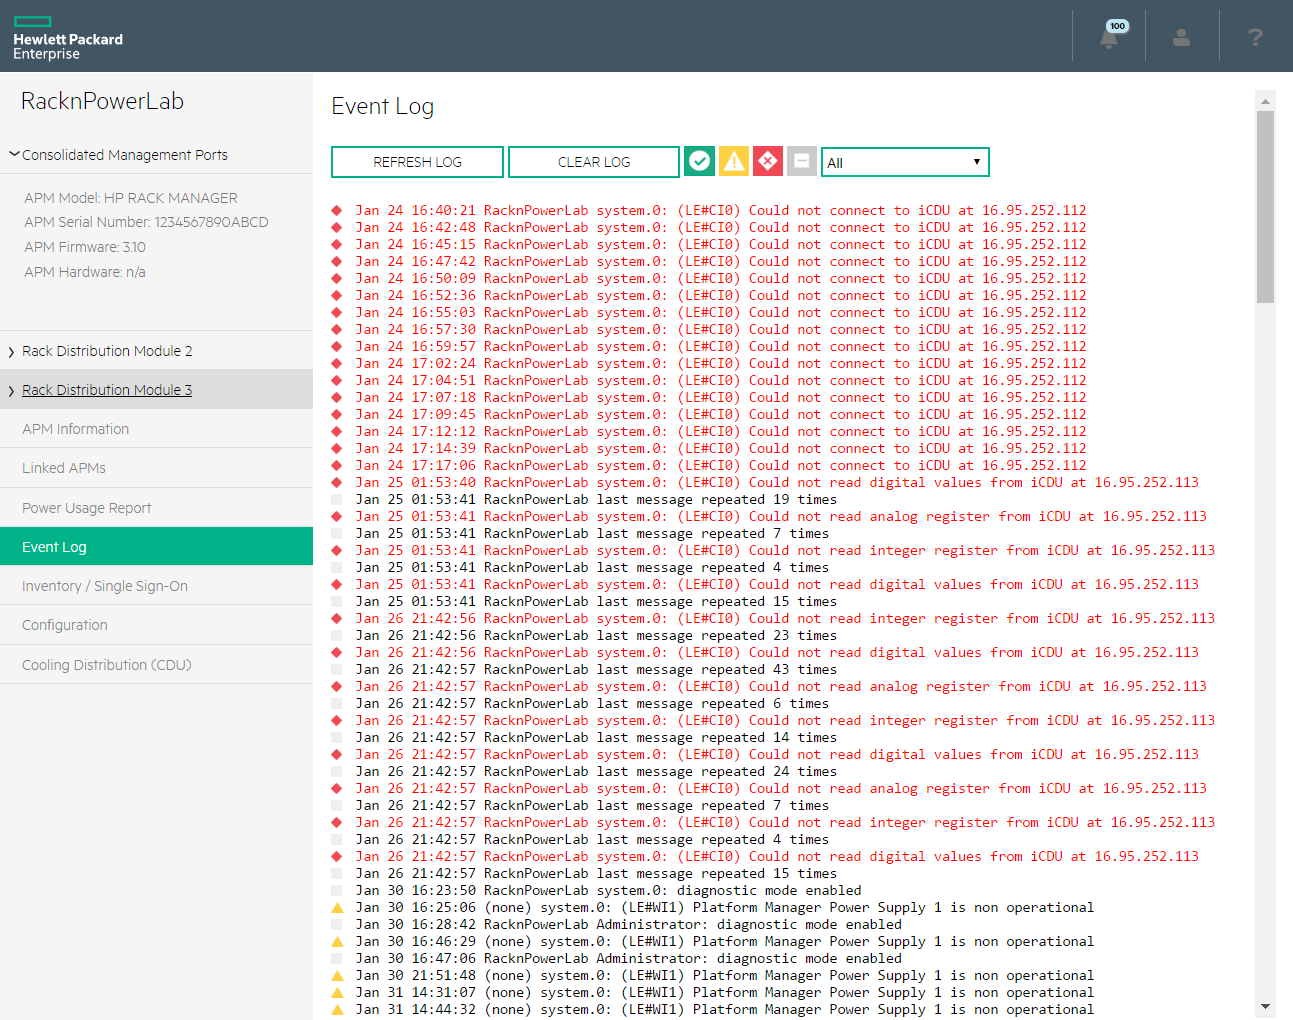 Hewlett Packard
Enterprise
100
?
RacknPowerLab
Consolidated Management Ports
APM Model: HP RACK MANAGER
APM Serial Number: 1234567890ABCD
APM Firmware: 3.10
APM Hardware: n/a
Rack Distribution Module 2
Rack Distribution Module 3
APM Information
Linked APMs
Power Usage Report
Event Log
Inventory / Single Sign-On
Configuration
Cooling Distribution (CDU)
Event Log
REFRESH LOG CLEAR LOG All
Jan 24 16:40:21 RacknPowerLab system.0: (LE#CI0) Could not connect to iCDU at 16.95.252.112
Jan 24 16:42:48 RacknPowerLab system.0: (LE#CI0) Could not connect to iCDU at 16.95.252.112
Jan 24 16:45:15 RacknPowerLab system.0: (LE#CI0) Could not connect to iCDU at 16.95.252.112
Jan 24 16:47:42 RacknPowerLab system.0: (LE#CI0) Could not connect to iCDU at 16.95.252.112
Jan 24 16:50:09 RacknPowerLab system.0: (LE#CI0) Could not connect to iCDU at 16.95.252.112
Jan 24 16:52:36 RacknPowerLab system.0: (LE#CI0) Could not connect to iCDU at 16.95.252.112
Jan 24 16:55:03 RacknPowerLab system.0: (LE#CI0) Could not connect to iCDU at 16.95.252.112
Jan 24 16:57:30 RacknPowerLab system.0: (LE#CI0) Could not connect to iCDU at 16.95.252.112
Jan 24 16:59:57 RacknPowerLab system.0: (LE#CI0) Could not connect to iCDU at 16.95.252.112
Jan 24 17:02:24 RacknPowerLab system.0: (LE#CI0) Could not connect to iCDU at 16.95.252.112
Jan 24 17:04:51 RacknPowerLab system.0: (LE#CI0) Could not connect to iCDU at 16.95.252.112
Jan 24 17:07:18 RacknPowerLab system.0: (LE#CI0) Could not connect to iCDU at 16.95.252.112
Jan 24 17:09:45 RacknPowerLab system.0: (LE#CI0) Could not connect to iCDU at 16.95.252.112
Jan 24 17:12:12 RacknPowerLab system.0: (LE#CI0) Could not connect to iCDU at 16.95.252.112
Jan 24 17:14:39 RacknPowerLab system.0: (LE#CI0) Could not connect to iCDU at 16.95.252.112
Jan 24 17:17:06 RacknPowerLab system.0: (LE#CI0) Could not connect to iCDU at 16.95.252.112
Jan 25 01:53:40 RacknPowerLab system.0: (LE#CI0) Could not read digital values from iCDU at 16.95.252.113
Jan 25 01:53:41 RacknPowerLab last message repeated 19 times
Jan 25 01:53:41 RacknPowerLab system.0: (LE#CI0) Could not read analog register from iCDU at 16.95.252.113
Jan 25 01:53:41 RacknPowerLab last message repeated 7 times
Jan 25 01:53:41 RacknPowerLab system.0: (LE#CI0) Could not read integer register from iCDU at 16.95.252.113
Jan 25 01:53:41 RacknPowerLab last message repeated 4 times
Jan 25 01:53:41 RacknPowerLab system.0: (LE#CI0) Could not read digital values from iCDU at 16.95.252.113
Jan 25 01:53:41 RacknPowerLab last message repeated 15 times
Jan 26 21:42:56 RacknPowerLab system.0: (LE#CI0) Could not read integer register from iCDU at 16.95.252.113
Jan 26 21:42:56 RacknPowerLab last message repeated 23 times
Jan 26 21:42:56 RacknPowerLab system.0: (LE#CI0) Could not read digital values from iCDU at 16.95.252.113
Jan 26 21:42:57 RacknPowerLab last message repeated 43 times
Jan 26 21:42:57 RacknPowerLab system.0: (LE#CI0) Could not read analog register from iCDU at 16.95.252.113
Jan 26 21:42:57 RacknPowerLab last message repeated 6 times
Jan 26 21:42:57 RacknPowerLab system.0: (LE#CI0) Could not read integer register from iCDU at 16.95.252.113
Jan 26 21:42:57 RacknPowerLab last message repeated 14 times
Jan 26 21:42:57 RacknPowerLab system.0: (LE#CI0) Could not read digital values from iCDU at 16.95.252.113
Jan 26 21:42:57 RacknPowerLab last message repeated 24 times
Jan 26 21:42:57 RacknPowerLab system.0: (LE#CI0) Could not read analog register from iCDU at 16.95.252.113
Jan 26 21:42:57 RacknPowerLab last message repeated 7 times
Jan 26 21:42:57 RacknPowerLab system.0: (LE#CI0) Could not read integer register from iCDU at 16.95.252.113
Jan 26 21:42:57 RacknPowerLab last message repeated 4 times
Jan 26 21:42:57 RacknPowerLab system.0: (LE#CI0) Could not read digital values from iCDU at 16.95.252.113
Jan 26 21:42:57 RacknPowerLab last message repeated 15 times
Jan 30 16:23:50 RacknPowerLab system.0: diagnostic mode enabled
Jan 30 16:25:06 (none) system.0: (LE#WI1) Platform Manager Power Supply 1 is non operational
Jan 30 16:28:42 RacknPowerLab Administrator: diagnostic mode enabled
Jan 30 16:46:29 (none) system.0: (LE#WI1) Platform Manager Power Supply 1 is non operational
Jan 30 16:47:06 RacknPowerLab Administrator: diagnostic mode enabled
Jan 30 21:51:48 (none) system.0: (LE#WI1) Platform Manager Power Supply 1 is non operational
Jan 31 14:31:07 (none) system.0: (LE#WI1) Platform Manager Power Supply 1 is non operational
Jan 31 14:44:32 (none) system.0: (LE#WI1) Platform Manager Power Supply 1 is non operational